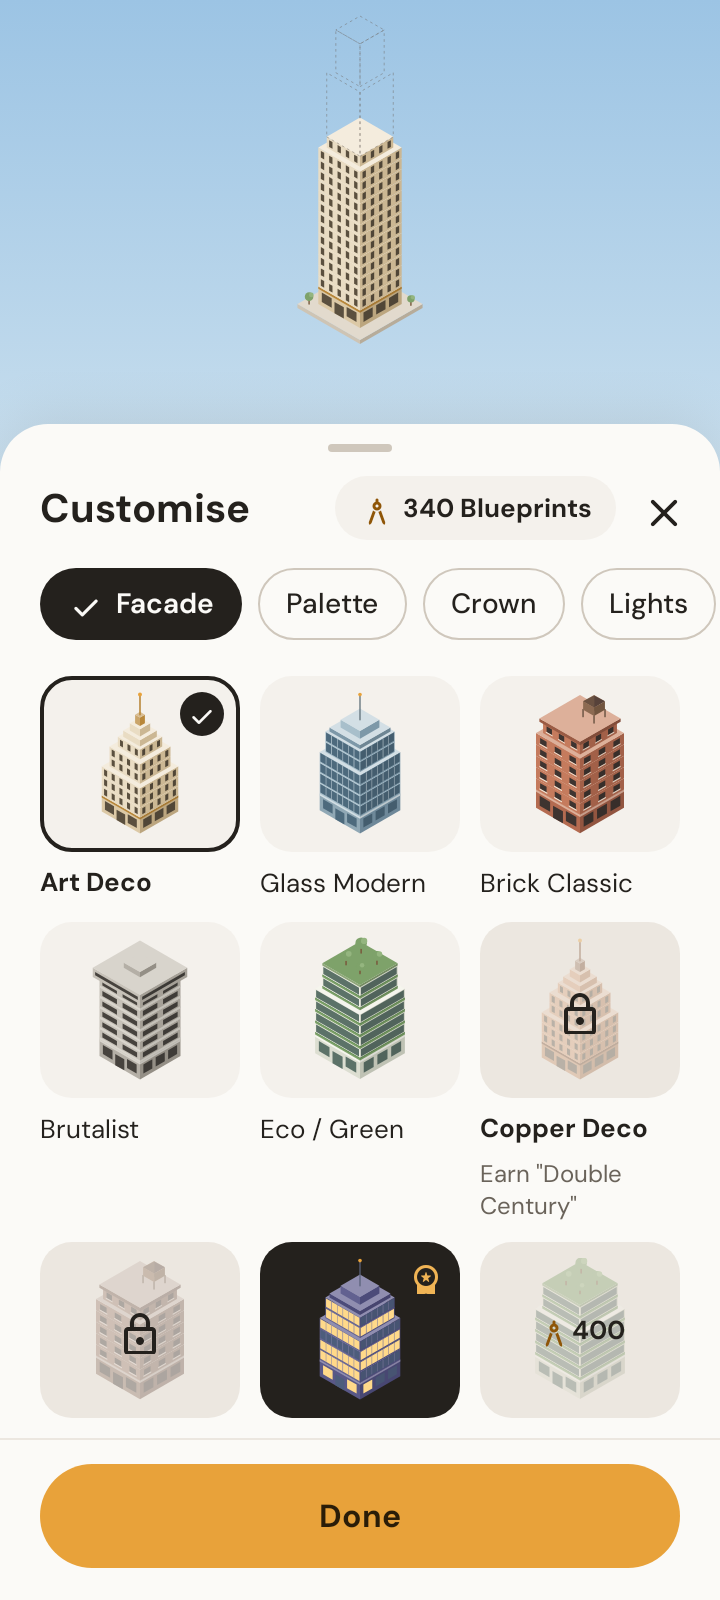 Customise
340 Blueprints
Facade
Palette
Crown
Lights
Art Deco
Glass Modern
Brick Classic
Brutalist
Eco / Green
Copper Deco
Earn "Double
Century"
400
Done